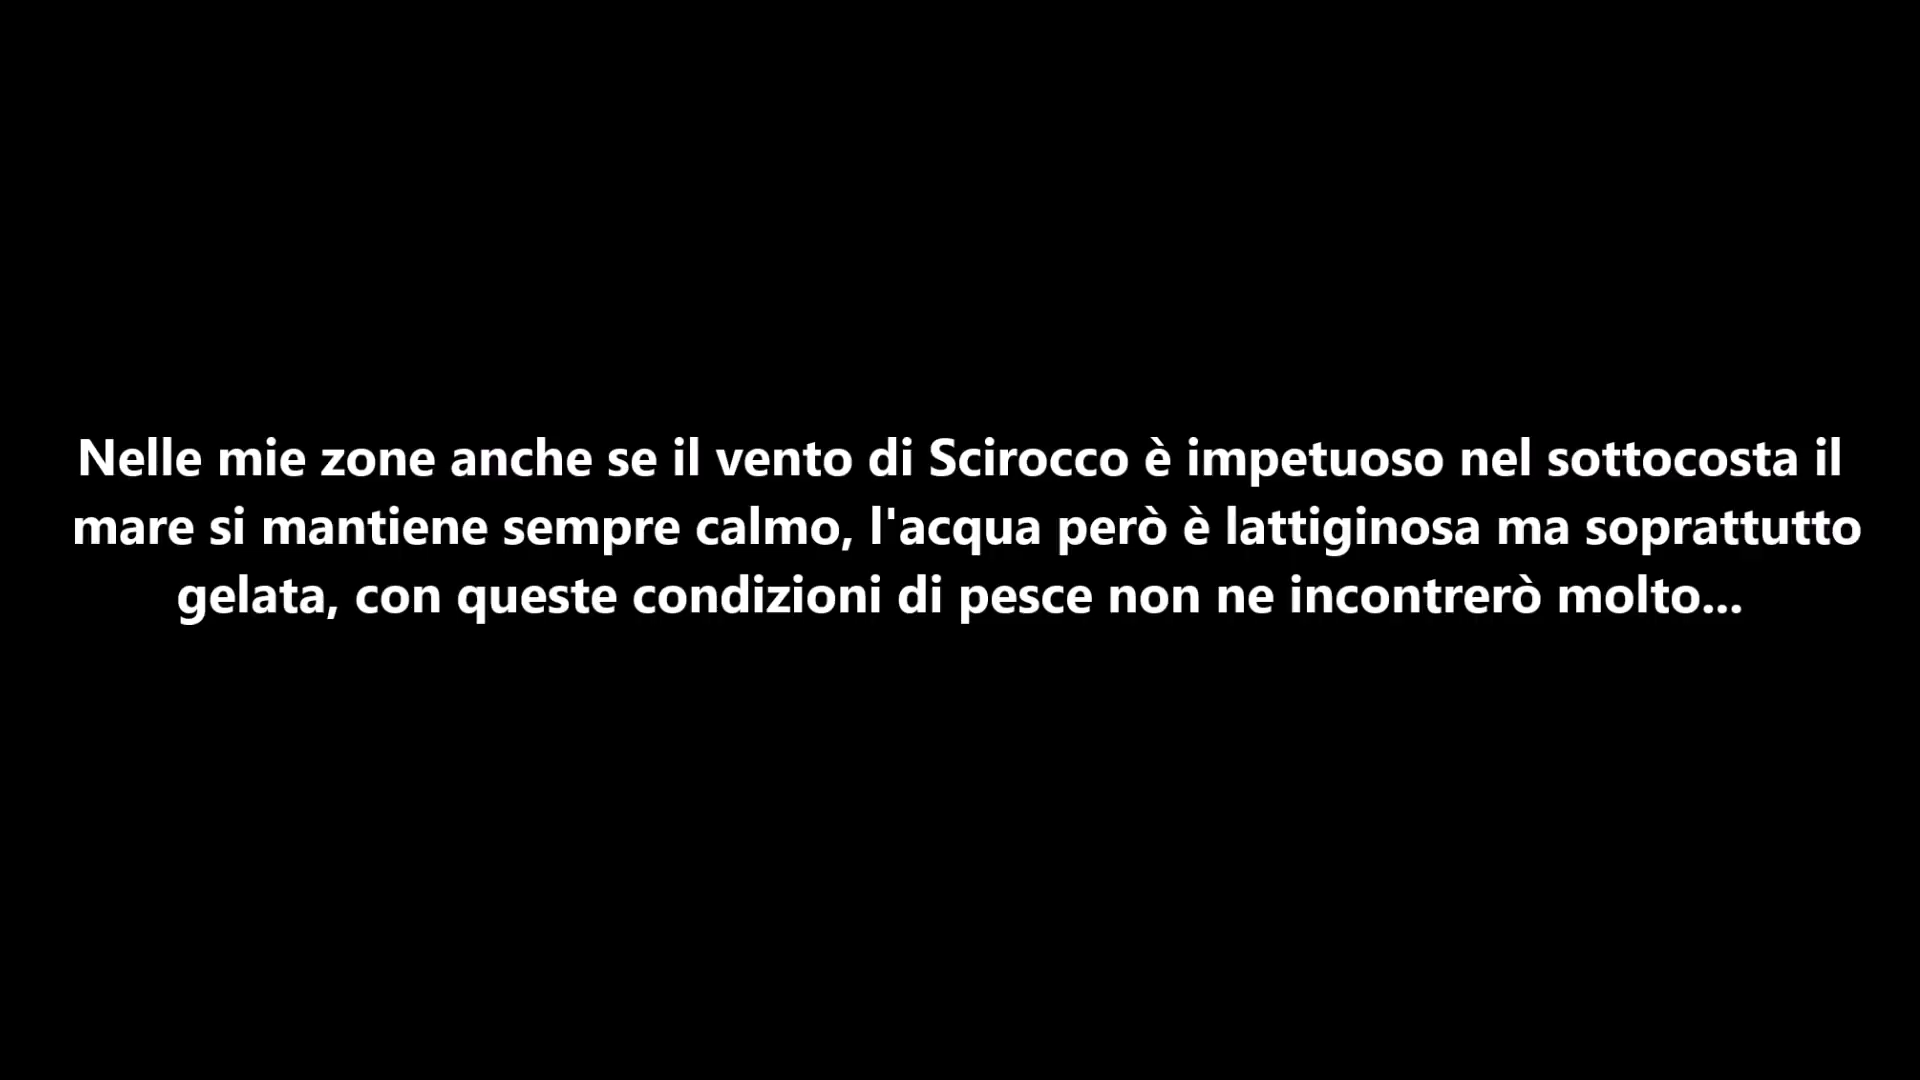 Nelle mie zone anche se il vento di Scirocco è impetuoso nel sottocosta il
mare si mantiene sempre calmo, l'acqua però è lattiginosa ma soprattutto
gelata, con queste condizioni di pesce non ne incontrerò molto...